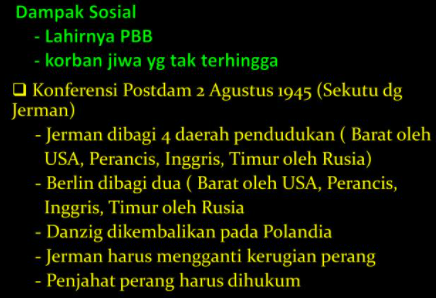 Dampak Sosial
- Lahirnya PBB
- korban jiwa yg tak terhingga
❑ Konferensi Postdam 2 Agustus 1945 (Sekutu dg
Jerman)
- Jerman dibagi 4 daerah pendudukan ( Barat oleh
USA, Perancis, Inggris, Timur oleh Rusia)
- Berlin dibagi dua ( Barat oleh USA, Perancis,
Inggris, Timur oleh Rusia
- Danzig dikembalikan pada Polandia
- Jerman harus mengganti kerugian perang
- Penjahat perang harus dihukum